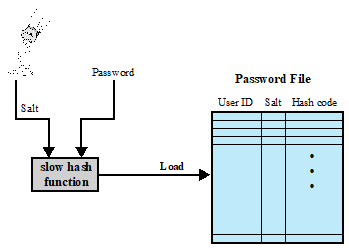 Password
Password File
Salt
User ID Salt Hash code
slow hash
function
Load